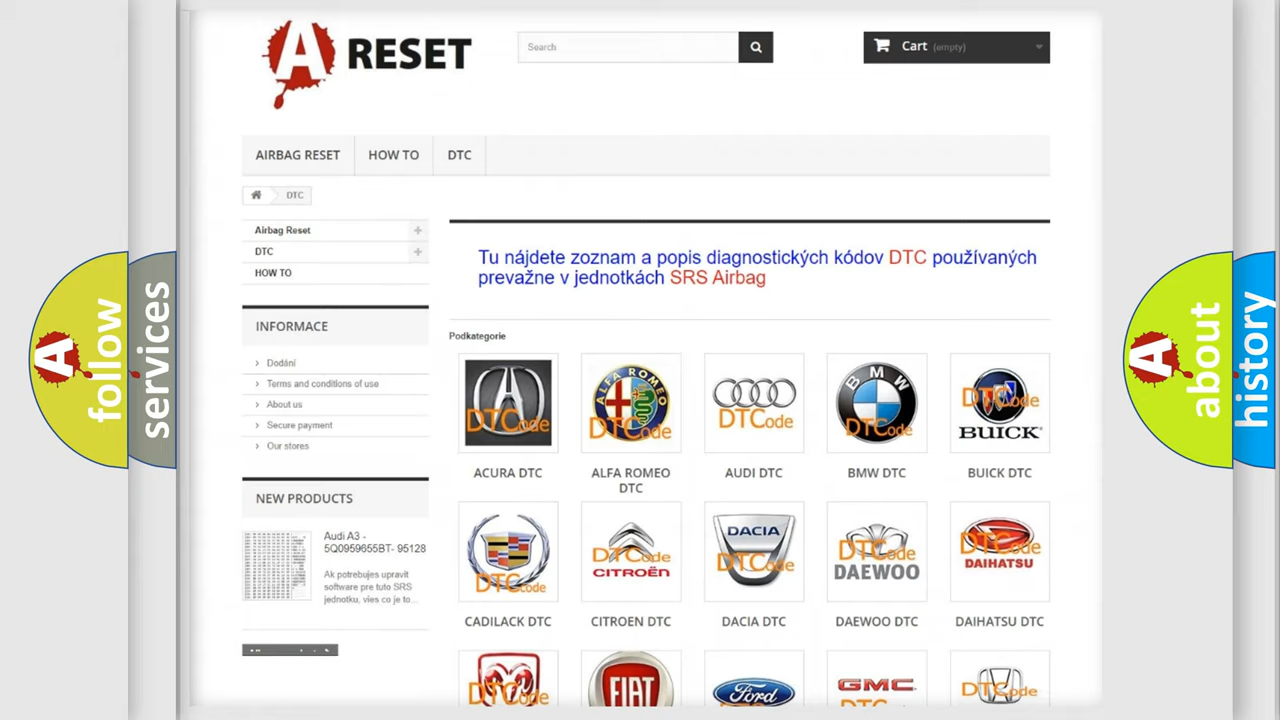 A RESET
Search
Cart (empty)
AIRBAG RESET
HOW TO
DTC
DTC
Airbag Reset
DTC
HOW TO
Tu nájdete zoznam a popis diagnostických kódov DTC používaných
prevažne v jednotkách SRS Airbag
INFORMACE
Dodání
Terms and conditions of use
About us
Secure payment
Our stores
NEW PRODUCTS
Audi A3 -
5Q0959655BT- 95128
Ak potrebujes upravit
software pre tuto SRS
jednotku, vies co je to...
Podkategorie
DTCode
ALFA ROMEO
DTCode
DTCode
BMW
DTCode
DTCode
BUICK
ACURA DTC
ALFA ROMEO
DTC
AUDI DTC
BMW DTC
BUICK DTC
DTCode
DTCode
CITROËN
DACIA
DTCode
DTCode
DAEWOO
DTCode
DAIHATSU
CADILACK DTC
CITROEN DTC
DACIA DTC
DAEWOO DTC
DAIHATSU DTC
DTCode
FIAT
Ford
GMC
DTCode
A follow
services
A about
history